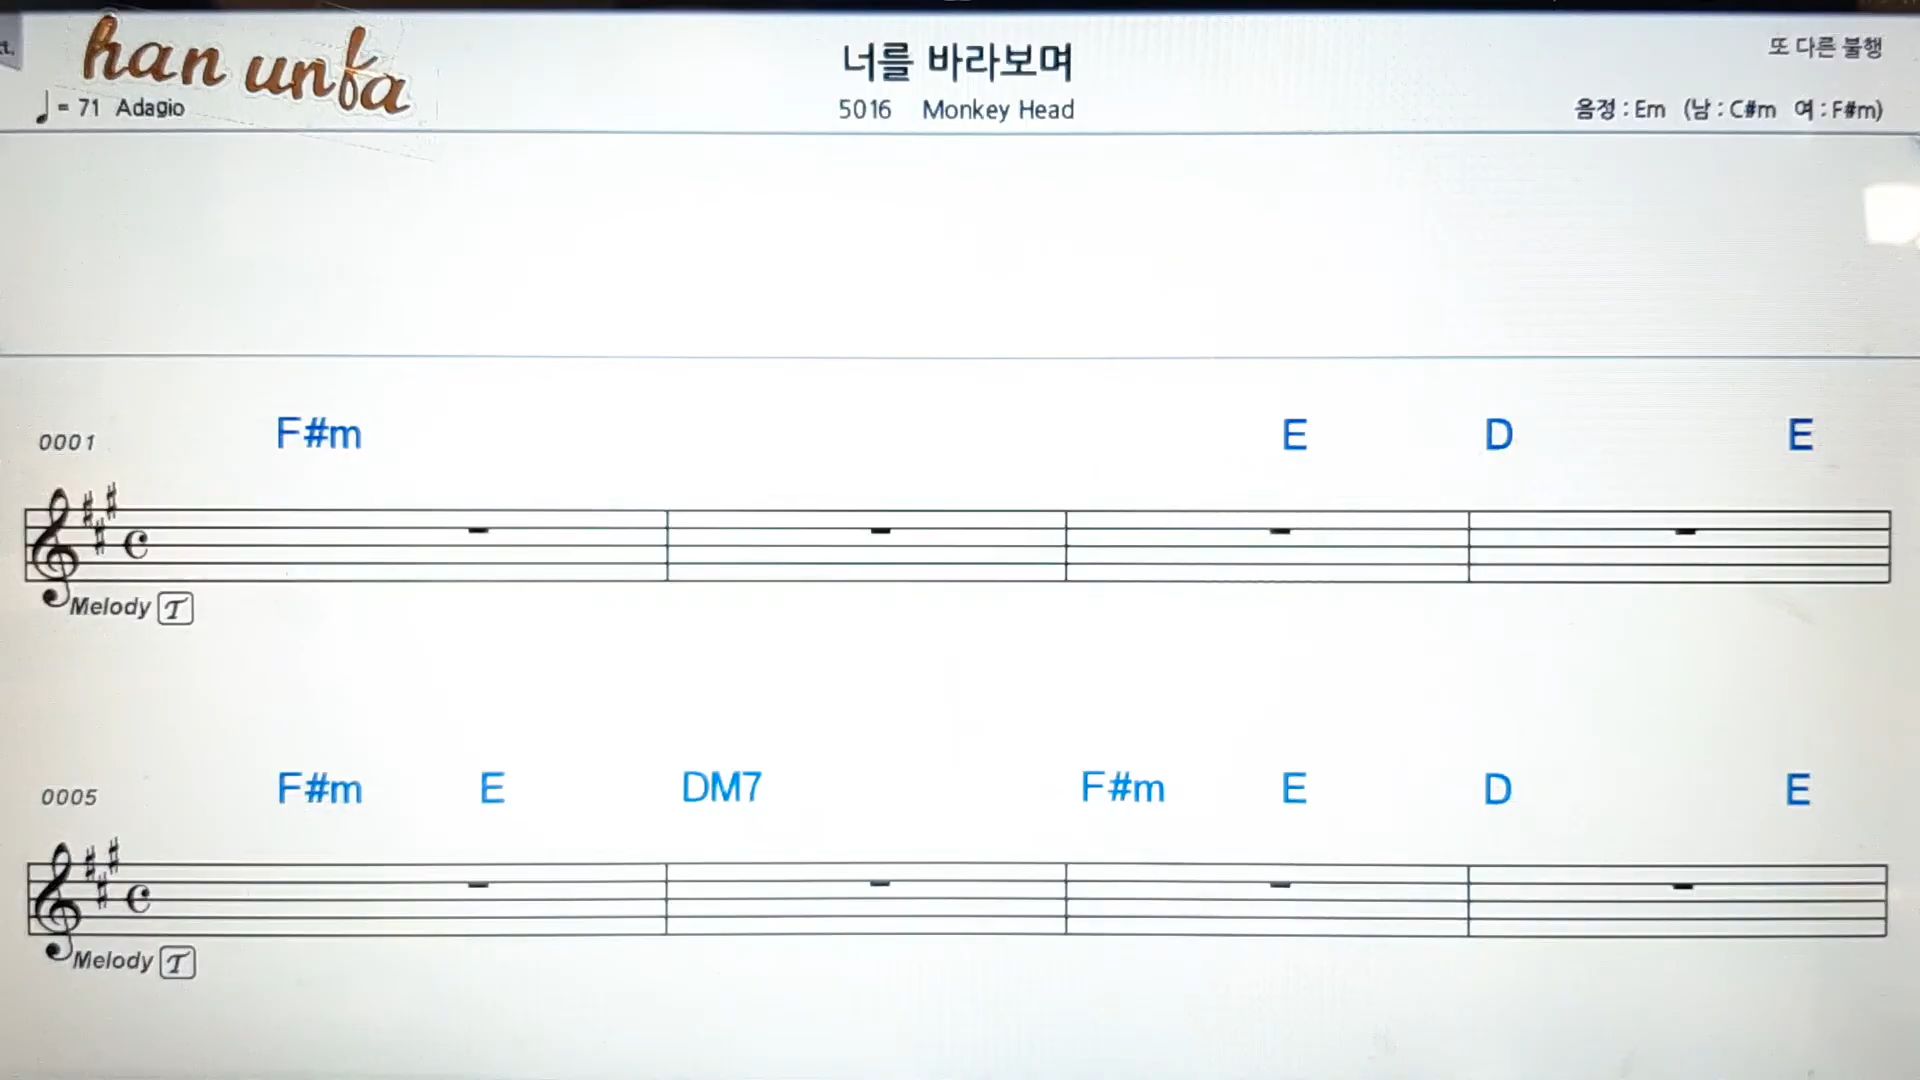 han unfa
너를 바라보며
또 다른 불행
♩ = 71 Adagio
5016 Monkey Head
음정 : Em (남 : C#m 여 : F#m)
0001 F#m E D E
Melody T
0005 F#m E DM7 F#m E D E
Melody T